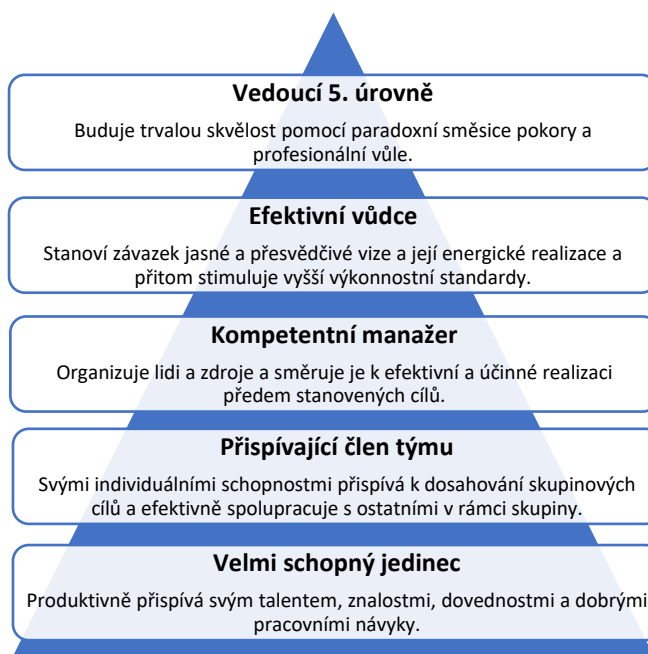 Vedoucí 5. úrovně
Buduje trvalou skvělost pomocí paradoxní směsice pokory a
profesionální vůle.
Efektivní vůdce
Stanoví závazek jasné a přesvědčivé vize a její energické realizace a
přitom stimuluje vyšší výkonnostní standardy.
Kompetentní manažer
Organizuje lidi a zdroje a směruje je k efektivní a účinné realizaci
předem stanovených cílů.
Přispívající člen týmu
Svými individuálními schopnostmi přispívá k dosahování skupinových
cílů a efektivně spolupracuje s ostatními v rámci skupiny.
Velmi schopný jedinec
Produktivně přispívá svým talentem, znalostmi, dovednostmi a dobrými
pracovními návyky.